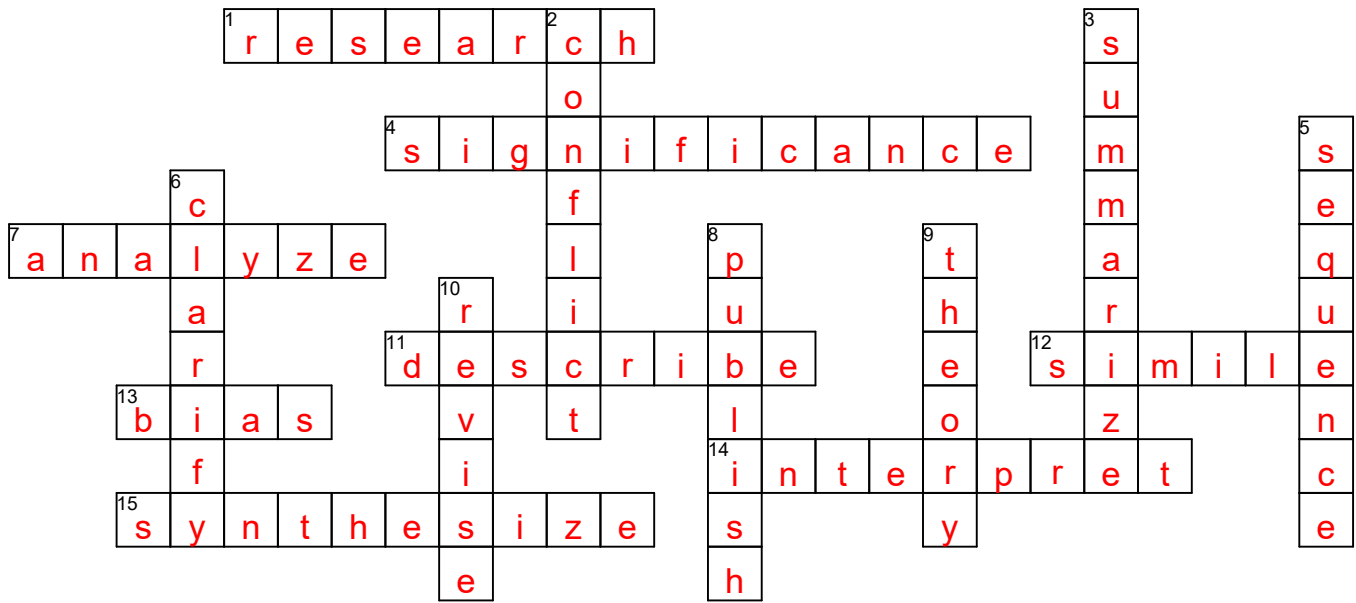 1 research
2 conflict
3 summarize
4 significance
5 sequence
6 clarify
7 analyze
8 publish
9 theory
10 revise
11 describe
12 simile
13 bias
14 interpret
15 synthesize